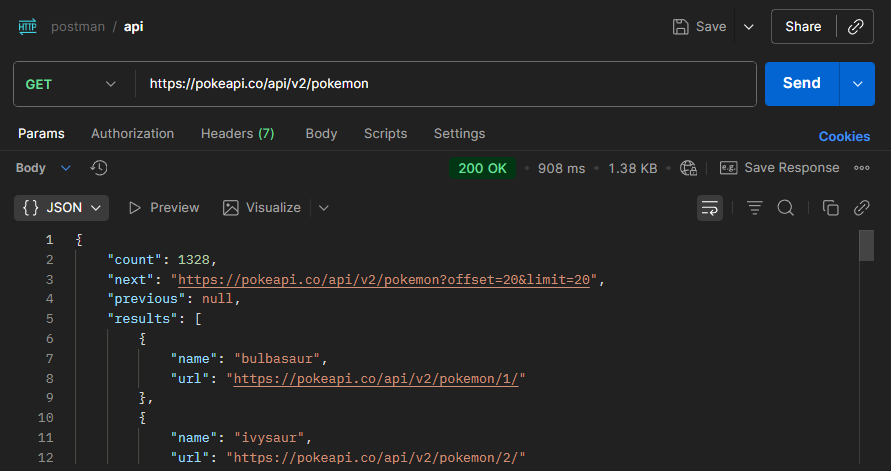 HTTP postman / api Save Share
GET https://pokeapi.co/api/v2/pokemon Send
Params Authorization Headers (7) Body Scripts Settings Cookies
Body 200 OK • 908 ms • 1.38 KB • e.g. Save Response
{} JSON Preview Visualize
1 {
2 "count": 1328,
3 "next": "https://pokeapi.co/api/v2/pokemon?offset=20&limit=20",
4 "previous": null,
5 "results": [
6 {
7 "name": "bulbasaur",
8 "url": "https://pokeapi.co/api/v2/pokemon/1/"
9 },
10 {
11 "name": "ivysaur",
12 "url": "https://pokeapi.co/api/v2/pokemon/2/"